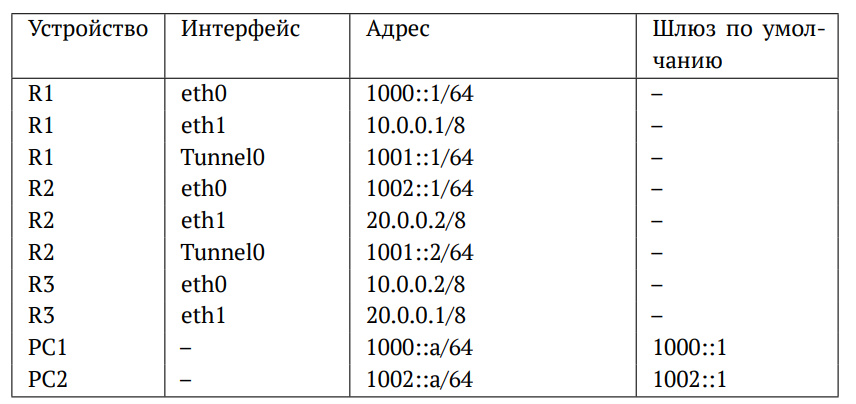 Устройство Интерфейс Адрес Шлюз по умол-
чанию
R1 eth0 1000::1/64 –
R1 eth1 10.0.0.1/8 –
R1 Tunnel0 1001::1/64 –
R2 eth0 1002::1/64 –
R2 eth1 20.0.0.2/8 –
R2 Tunnel0 1001::2/64 –
R3 eth0 10.0.0.2/8 –
R3 eth1 20.0.0.1/8 –
PC1 – 1000::a/64 1000::1
PC2 – 1002::a/64 1002::1